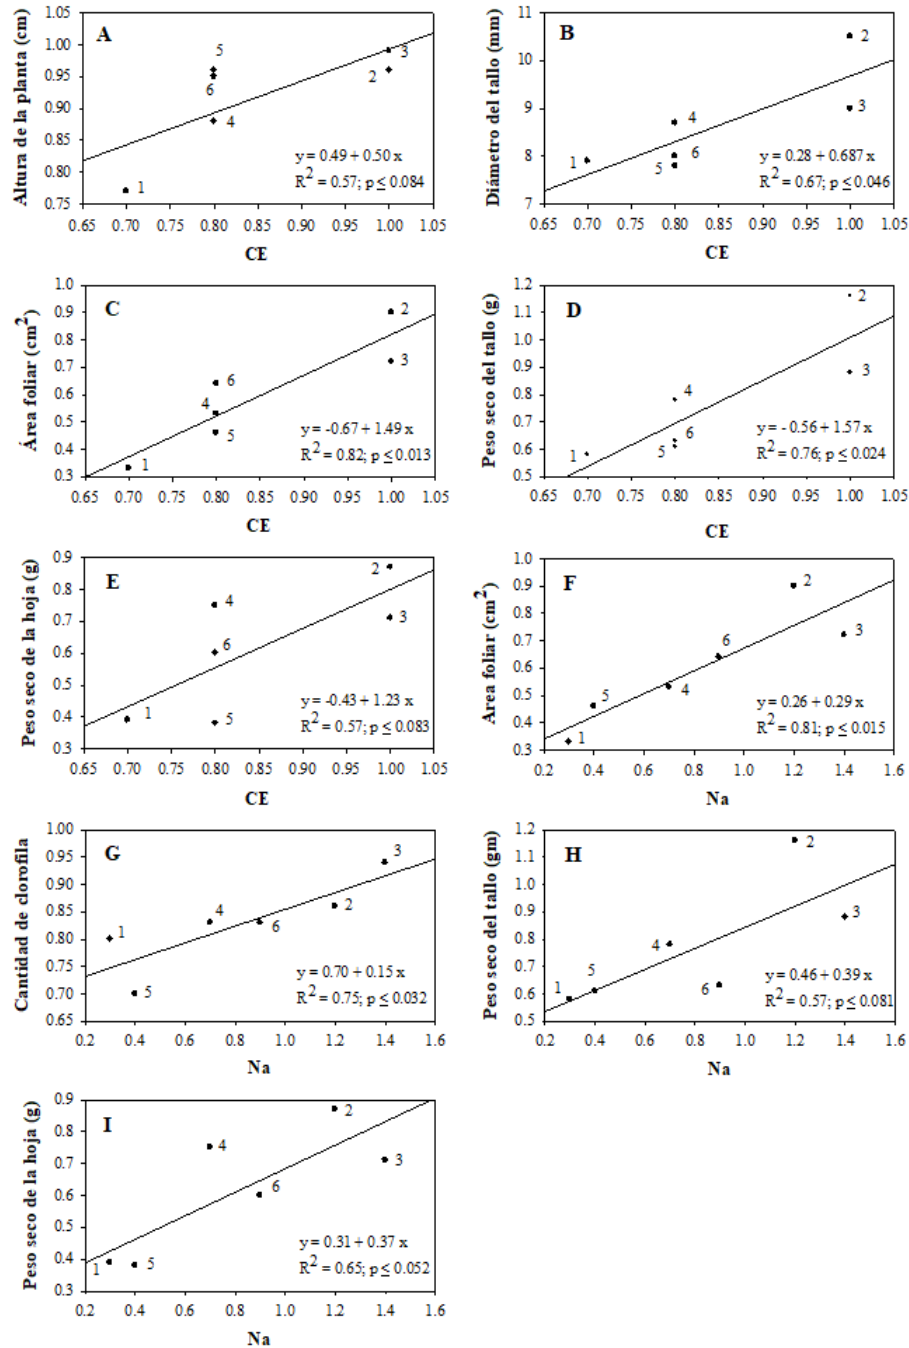 A
Altura de la planta (cm)
1.05
1.00
0.95
0.90
0.85
0.80
0.75
5
6
4
3
2
1
y = 0.49 + 0.50 x
R2 = 0.57; p ≤ 0.084
0.65 0.70 0.75 0.80 0.85 0.90 0.95 1.00 1.05
CE
B
Diámetro del tallo (mm)
11
10
9
8
7
2
3
4
1
6
5
y = 0.28 + 0.687x
R2 = 0.67; p ≤ 0.046
0.65 0.70 0.75 0.80 0.85 0.90 0.95 1.00 1.05
CE
C
Área foliar (cm2)
1.0
0.9
0.8
0.7
0.6
0.5
0.4
0.3
2
3
6
4
5
1
y = -0.67 + 1.49 x
R2 = 0.82; p ≤ 0.013
0.65 0.70 0.75 0.80 0.85 0.90 0.95 1.00 1.05
CE
D
Peso seco del tallo (g)
1.2
1.1
1.0
0.9
0.8
0.7
0.6
0.5
2
3
4
6
5
1
y = - 0.56 + 1.57 x
R2 = 0.76; p ≤ 0.024
0.65 0.70 0.75 0.80 0.85 0.90 0.95 1.00 1.05
CE
E
Peso seco de la hoja (g)
0.9
0.8
0.7
0.6
0.5
0.4
0.3
2
4
3
6
1
5
y = -0.43 + 1.23 x
R2 = 0.57; p ≤ 0.083
0.65 0.70 0.75 0.80 0.85 0.90 0.95 1.00 1.05
CE
F
Area foliar (cm2)
1.0
0.9
0.8
0.7
0.6
0.5
0.4
0.3
2
6
3
5
4
1
y = 0.26 + 0.29 x
R2 = 0.81; p ≤ 0.015
0.2 0.4 0.6 0.8 1.0 1.2 1.4 1.6
Na
G
Cantidad de clorofila
1.00
0.95
0.90
0.85
0.80
0.75
0.70
0.65
3
4
2
1
6
5
y = 0.70 + 0.15 x
R2 = 0.75; p ≤ 0.032
0.2 0.4 0.6 0.8 1.0 1.2 1.4 1.6
Na
H
Peso seco del tallo (gm)
1.2
1.1
1.0
0.9
0.8
0.7
0.6
0.5
2
3
4
5
1
6
y = 0.46 + 0.39 x
R2 = 0.57; p ≤ 0.081
0.2 0.4 0.6 0.8 1.0 1.2 1.4 1.6
Na
I
Peso seco de la hoja (g)
0.9
0.8
0.7
0.6
0.5
0.4
0.3
2
4
3
6
1
5
y = 0.31 + 0.37 x
R2 = 0.65; p ≤ 0.052
0.2 0.4 0.6 0.8 1.0 1.2 1.4 1.6
Na